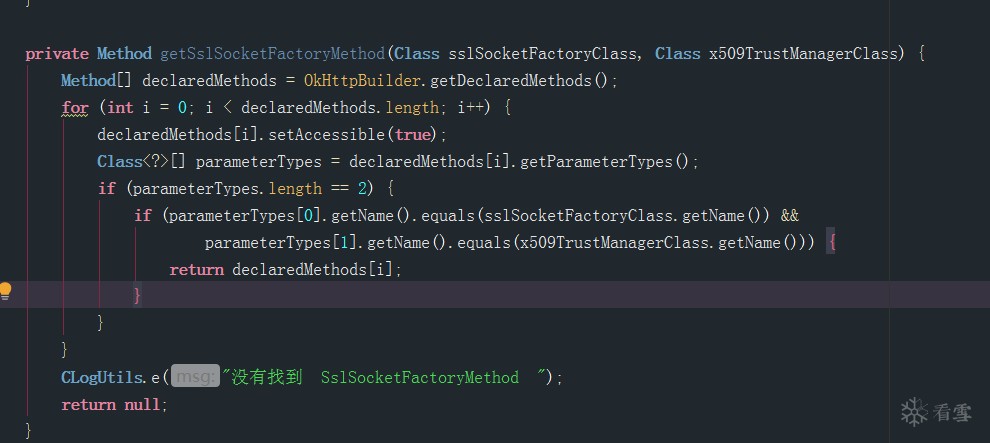 }
private Method getSslSocketFactoryMethod(Class sslSocketFactoryClass, Class x509TrustManagerClass) {
    Method[] declaredMethods = OkHttpBuilder.getDeclaredMethods();
    for (int i = 0; i < declaredMethods.length; i++) {
        declaredMethods[i].setAccessible(true);
        Class<?>[] parameterTypes = declaredMethods[i].getParameterTypes();
        if (parameterTypes.length == 2) {
            if (parameterTypes[0].getName().equals(sslSocketFactoryClass.getName()) &&
                    parameterTypes[1].getName().equals(x509TrustManagerClass.getName())) {
                return declaredMethods[i];
            }
        }
    }
    CLogUtils.e( msg: "没有找到  SslSocketFactoryMethod  ");
    return null;
}
看雪